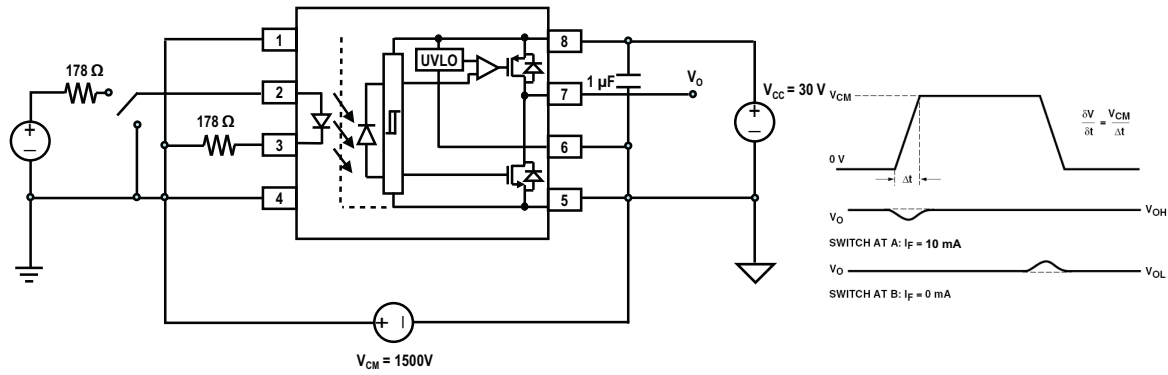 1
8
178 Ω
UVLO
1 µF
V_O
2
7
V_CC = 30 V
V_CM
δV/δt = V_CM/Δt
178 Ω
+
–
3
6
+
–
0 V
Δt
4
5
V_O
V_OH
SWITCH AT A: I_F = 10 mA
V_O
V_OL
SWITCH AT B: I_F = 0 mA
+
–
V_CM = 1500V